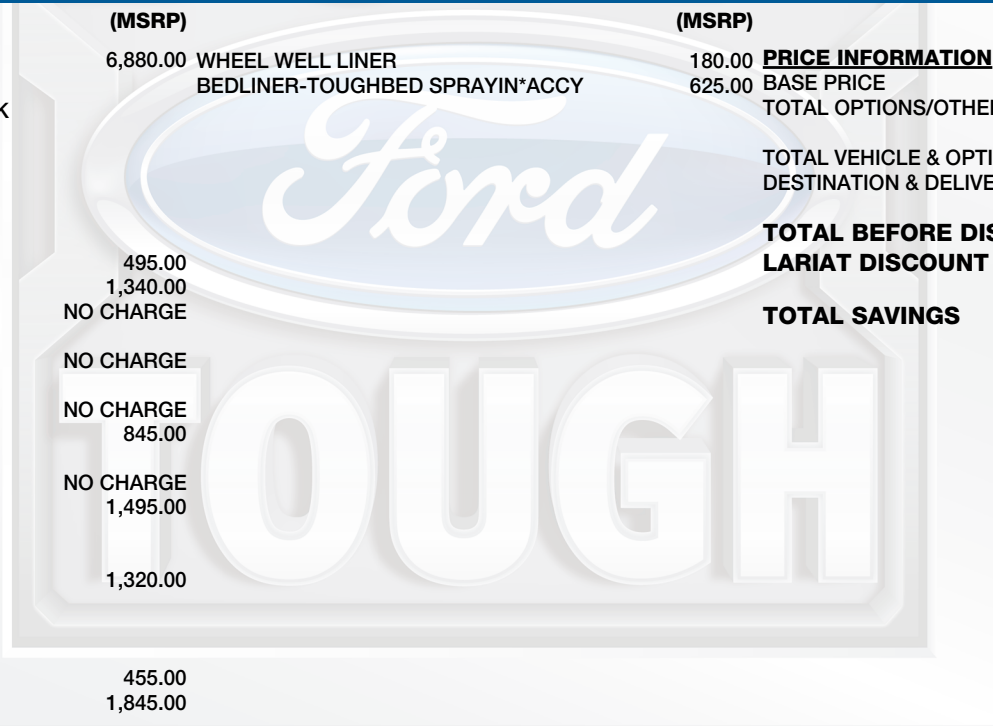 (MSRP)
6,880.00
K
495.00
1,340.00
NO CHARGE
NO CHARGE
NO CHARGE
845.00
NO CHARGE
1,495.00
1,320.00
455.00
1,845.00
(MSRP)
WHEEL WELL LINER 180.00
BEDLINER-TOUGHBED SPRAYIN*ACCY 625.00
PRICE INFORMATION
BASE PRICE
TOTAL OPTIONS/OTHER
TOTAL VEHICLE & OPTI
DESTINATION & DELIVE
TOTAL BEFORE DIS
LARIAT DISCOUNT
TOTAL SAVINGS
Ford
TOUGH